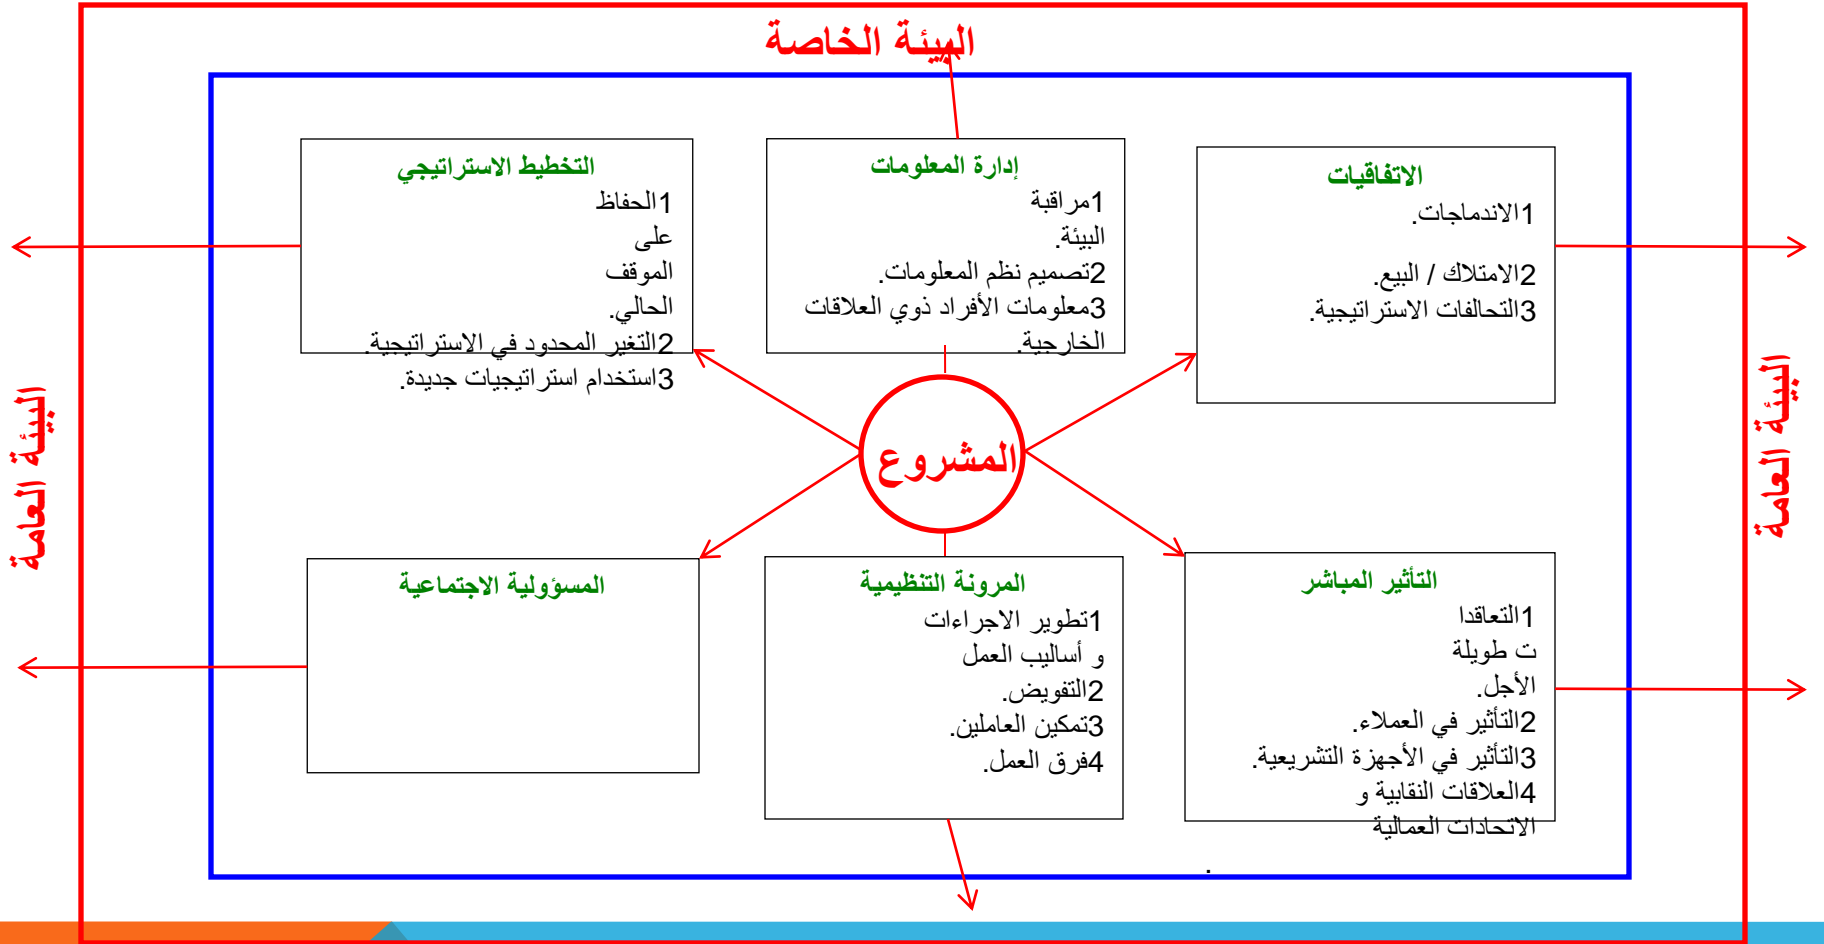 البيئة الخاصة
الاتفاقيات
1الاندماجات.
2الامتلاك / البيع.
3التحالفات الاستراتيجية.
إدارة المعلومات
1مراقبة
البيئة.
2تصميم نظم المعلومات.
3معلومات الأفراد ذوي العلاقات
الخارجية.
التخطيط الاستراتيجي
1الحفاظ
على
الموقف
الحالي.
2التغير المحدود في الاستراتيجية.
3استخدام استراتيجيات جديدة.
البيئة العامة
المشروع
البيئة العامة
التأثير المباشر
1التعاقدا
ت طويلة
الأجل.
2التأثير في العملاء.
3التأثير في الأجهزة التشريعية.
4العلاقات النقابية و
الاتحادات العمالية
.
المرونة التنظيمية
1تطوير الاجراءات
و أساليب العمل
2التفويض.
3تمكين العاملين.
4فرق العمل.
المسؤولية الاجتماعية